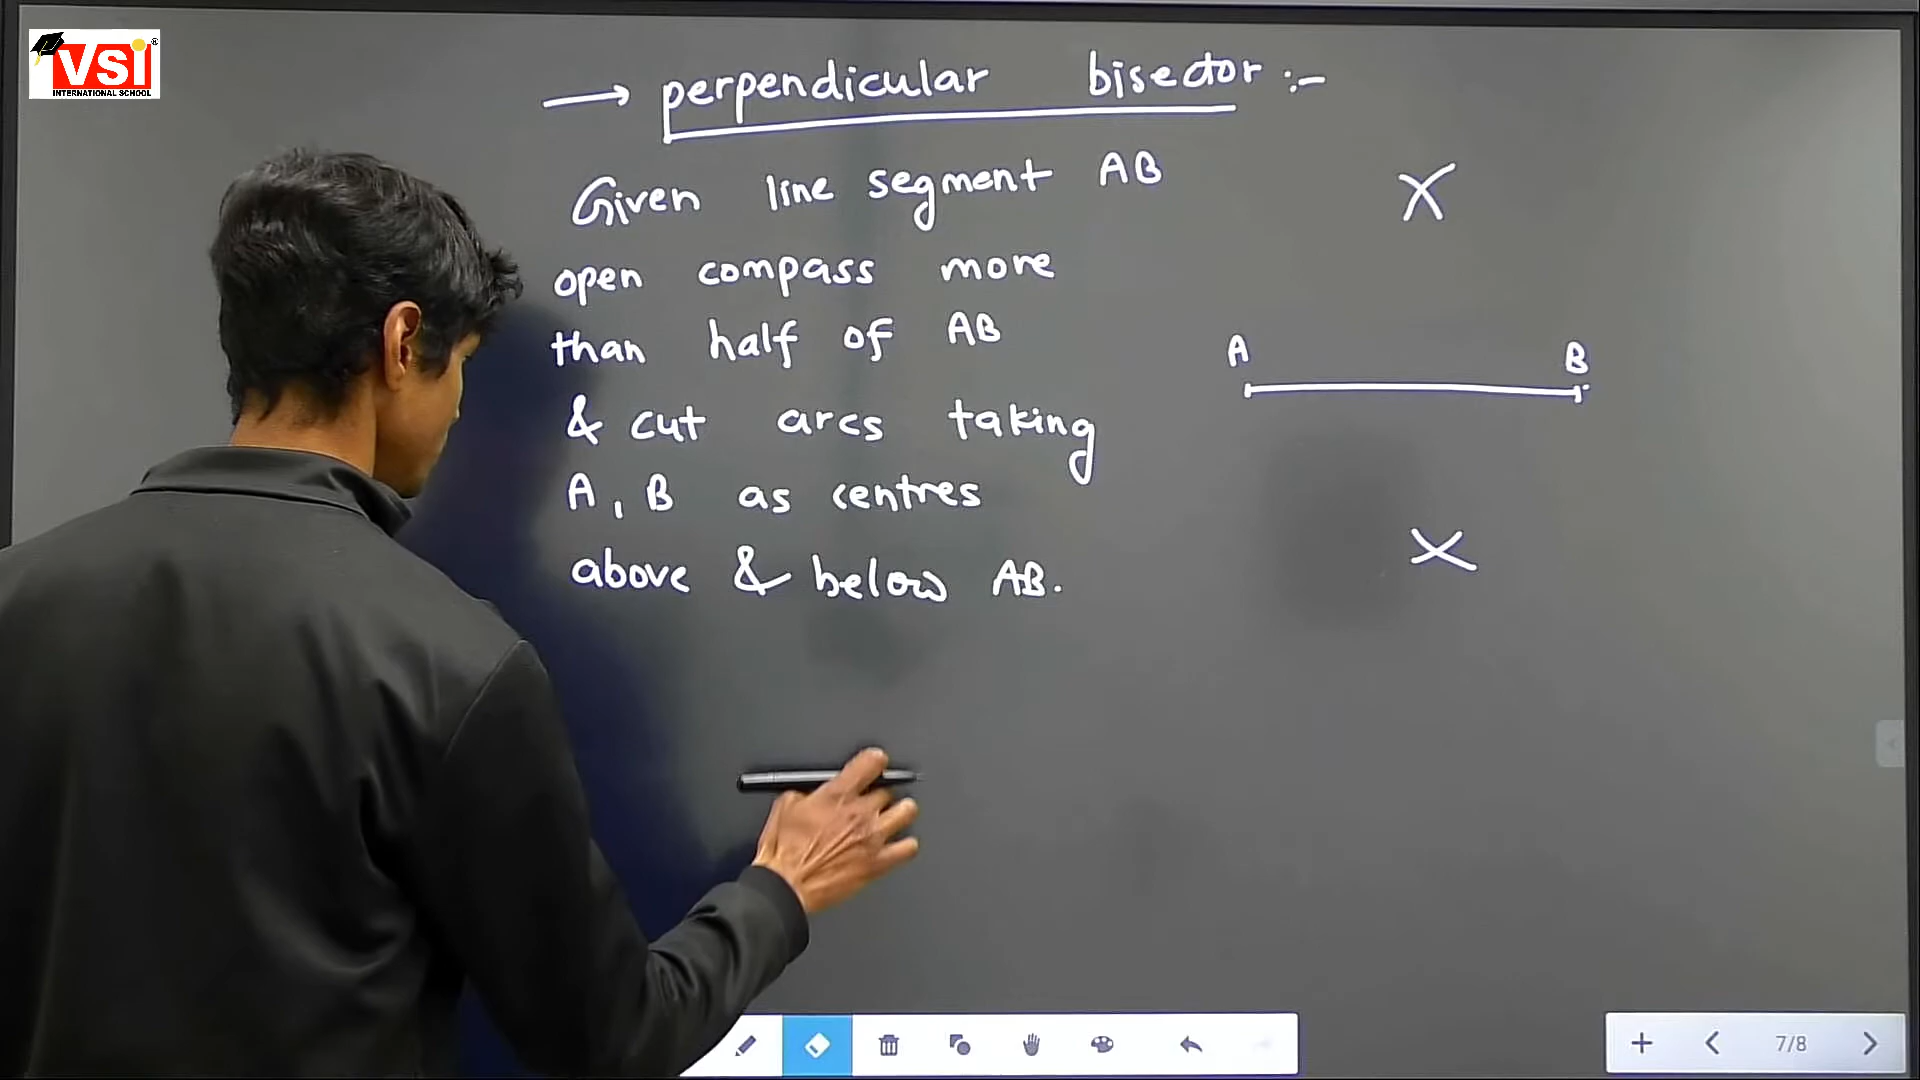 VSI
INTERNATIONAL SCHOOL
→ perpendicular bisector :-
Given line segment AB
open compass more
than half of AB
& cut arcs taking
A, B as centres
above & below AB.
A B
7/8